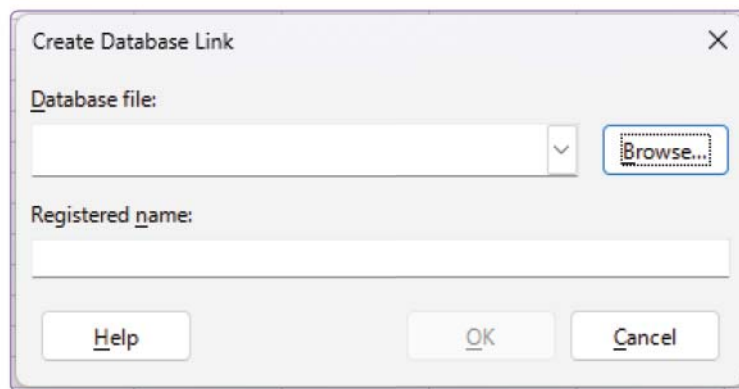 Create Database Link
Database file:
Browse...
Registered name:
Help
OK
Cancel